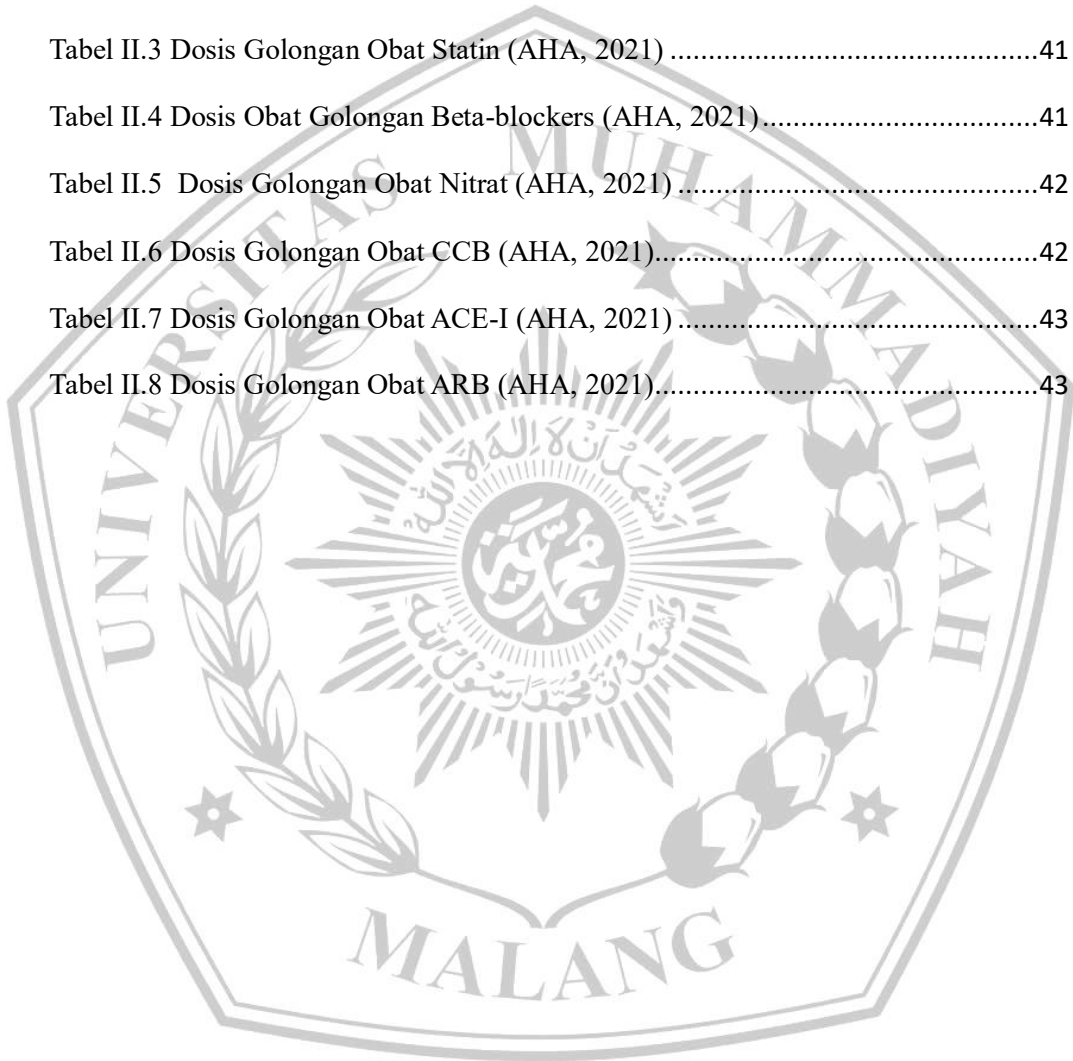 Tabel II.3 Dosis Golongan Obat Statin (AHA, 2021) ............................................41
Tabel II.4 Dosis Obat Golongan Beta-blockers (AHA, 2021) ................................41
Tabel II.5  Dosis Golongan Obat Nitrat (AHA, 2021) ...........................................42
Tabel II.6 Dosis Golongan Obat CCB (AHA, 2021)..............................................42
Tabel II.7 Dosis Golongan Obat ACE-I (AHA, 2021) ...........................................43
Tabel II.8 Dosis Golongan Obat ARB (AHA, 2021)..............................................43
UNIVERSITAS MUHAMMADIYAH
MALANG